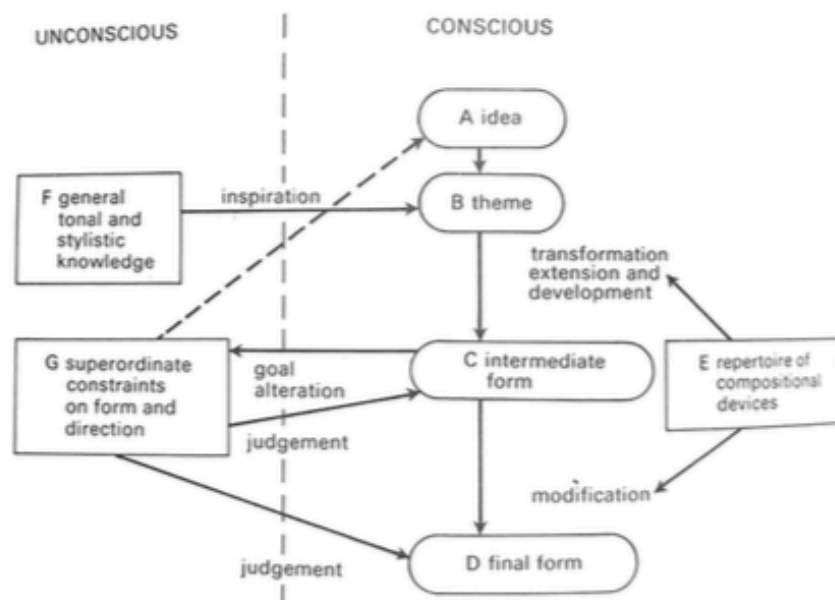 UNCONSCIOUS
CONSCIOUS
A idea
F general
tonal and
stylistic
knowledge
inspiration
B theme
transformation
extension and
development
G superordinate
constraints
on form and
direction
goal
alteration
judgement
C intermediate
form
E repertoire of
compositional
devices
modification
judgement
D final form